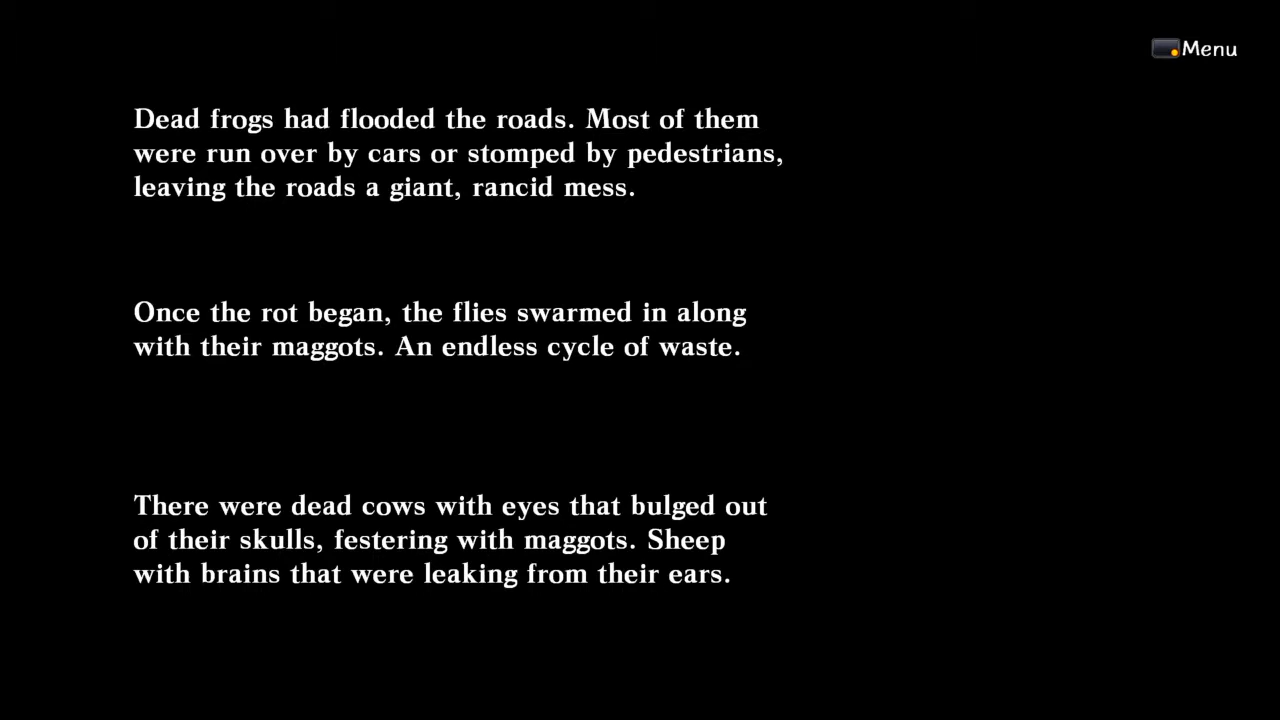 Menu
Dead frogs had flooded the roads. Most of them
were run over by cars or stomped by pedestrians,
leaving the roads a giant, rancid mess.
Once the rot began, the flies swarmed in along
with their maggots. An endless cycle of waste.
There were dead cows with eyes that bulged out
of their skulls, festering with maggots. Sheep
with brains that were leaking from their ears.